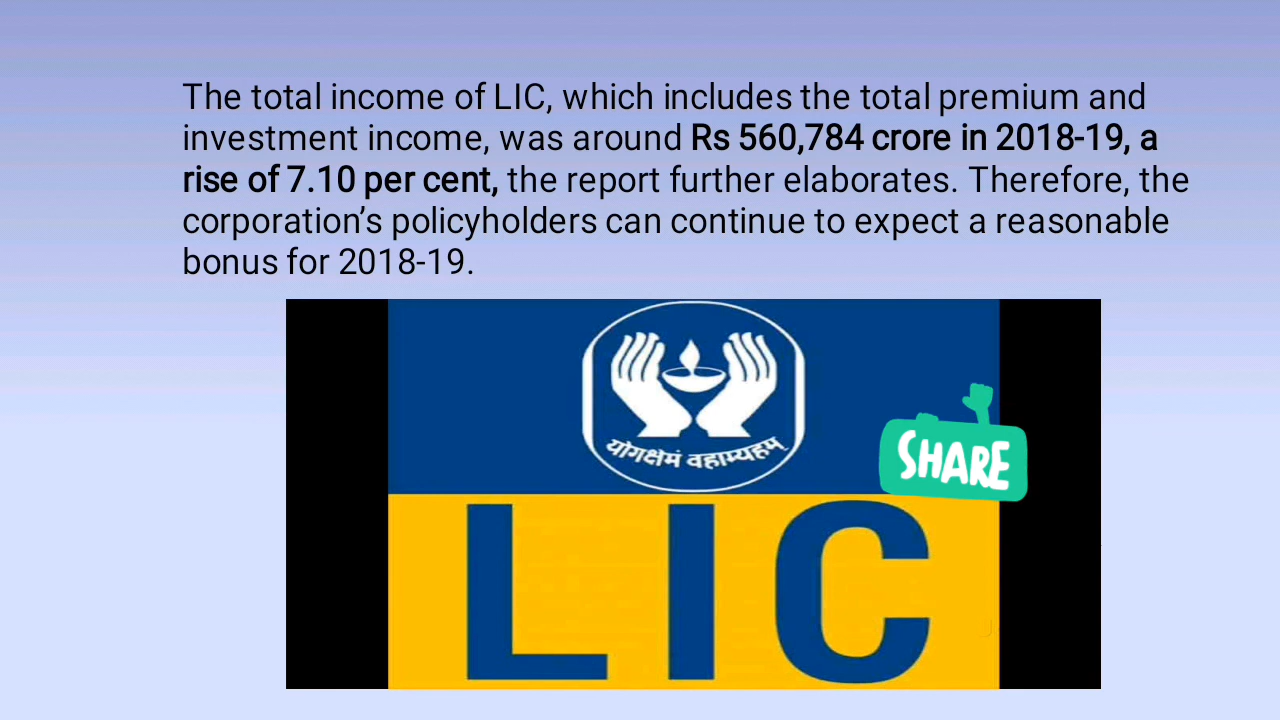 The total income of LIC, which includes the total premium and
investment income, was around Rs 560,784 crore in 2018-19, a
rise of 7.10 per cent, the report further elaborates. Therefore, the
corporation’s policyholders can continue to expect a reasonable
bonus for 2018-19.
योगक्षेमं वहाम्यहम्
SHARE
LIC